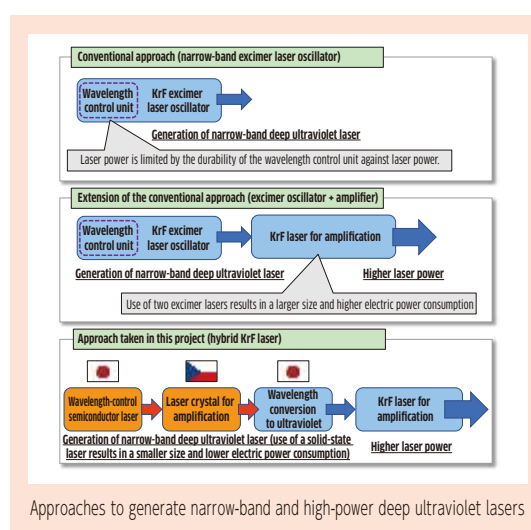 Conventional approach (narrow-band excimer laser oscillator)
Wavelength
control unit
KrF excimer
laser oscillator
Generation of narrow-band deep ultraviolet laser
Laser power is limited by the durability of the wavelength control unit against laser power.
Extension of the conventional approach (excimer oscillator + amplifier)
Wavelength
control unit
KrF excimer
laser oscillator
KrF laser for amplification
Generation of narrow-band deep ultraviolet laser
Higher laser power
Use of two excimer lasers results in a larger size and higher electric power consumption
Approach taken in this project (hybrid KrF laser)
Wavelength-control
semiconductor laser
Laser crystal for
amplification
Wavelength
conversion
to ultraviolet
KrF laser for
amplification
Generation of narrow-band deep ultraviolet laser (use of a solid-state
laser results in a smaller size and lower electric power consumption)
Higher laser power
Approaches to generate narrow-band and high-power deep ultraviolet lasers